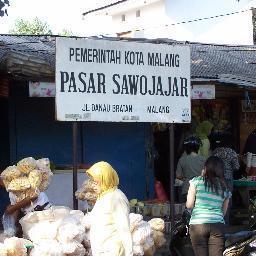 PEMERINTAH KOTA MALANG
PASAR SAWOJAJAR
JL. DANAU BRATAN MALANG